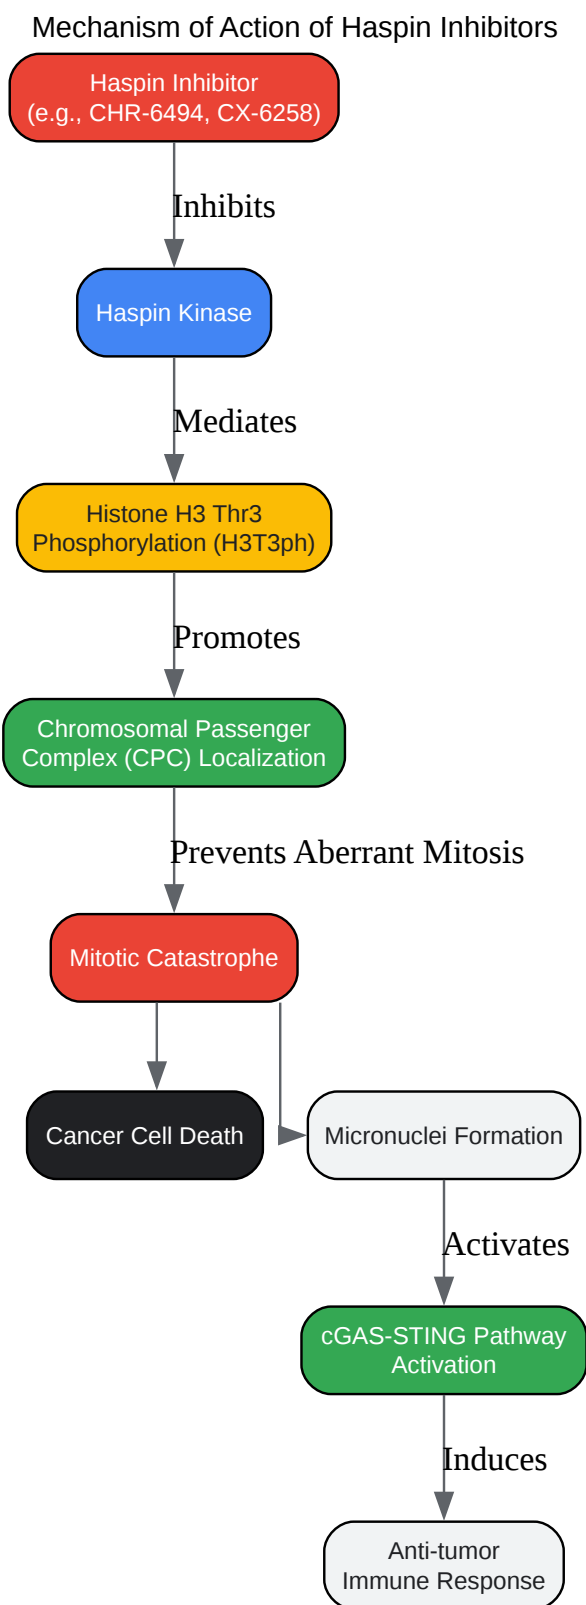 Mechanism of Action of Haspin Inhibitors
Haspin Inhibitor
(e.g., CHR-6494, CX-6258)
Inhibits
Haspin Kinase
Mediates
Histone H3 Thr3
Phosphorylation (H3T3ph)
Promotes
Chromosomal Passenger
Complex (CPC) Localization
Prevents Aberrant Mitosis
Mitotic Catastrophe
Cancer Cell Death
Micronuclei Formation
Activates
cGAS-STING Pathway
Activation
Induces
Anti-tumor
Immune Response